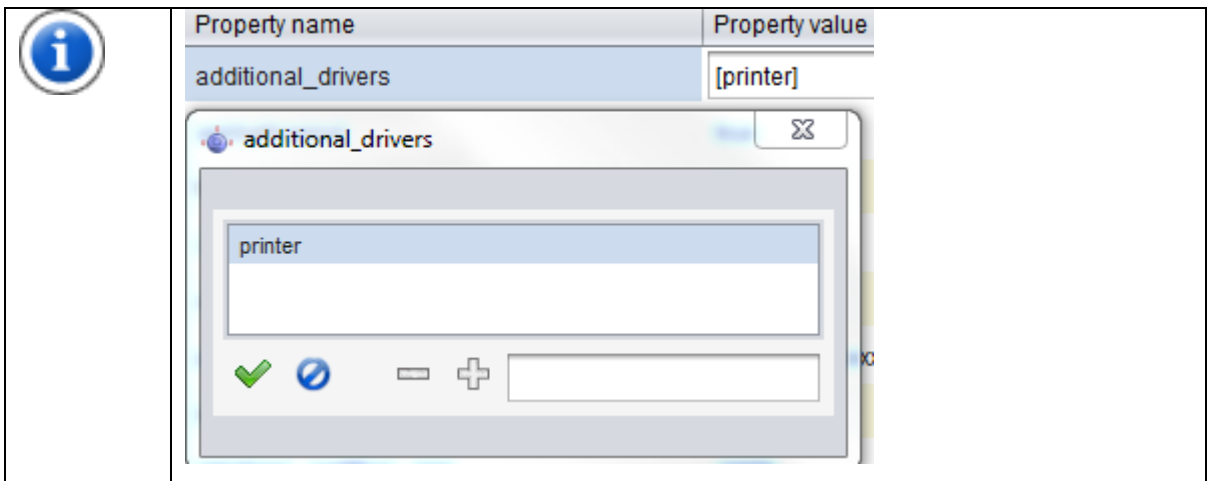 Property name Property value
additional_drivers [printer]
additional_drivers
printer